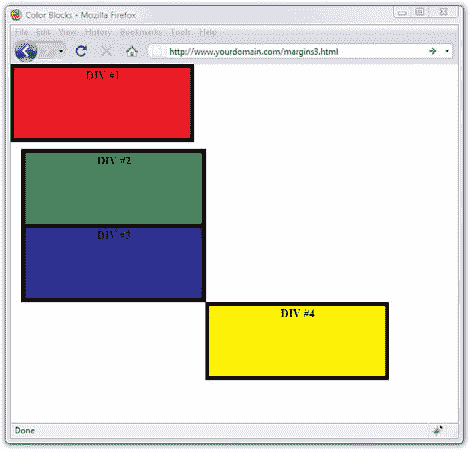 Color Blocks - Mozilla Firefox
File Edit View History Bookmarks Tools Help
http://www.yourdomain.com/margins3.html
DIV #1
DIV #2
DIV #3
DIV #4
Done